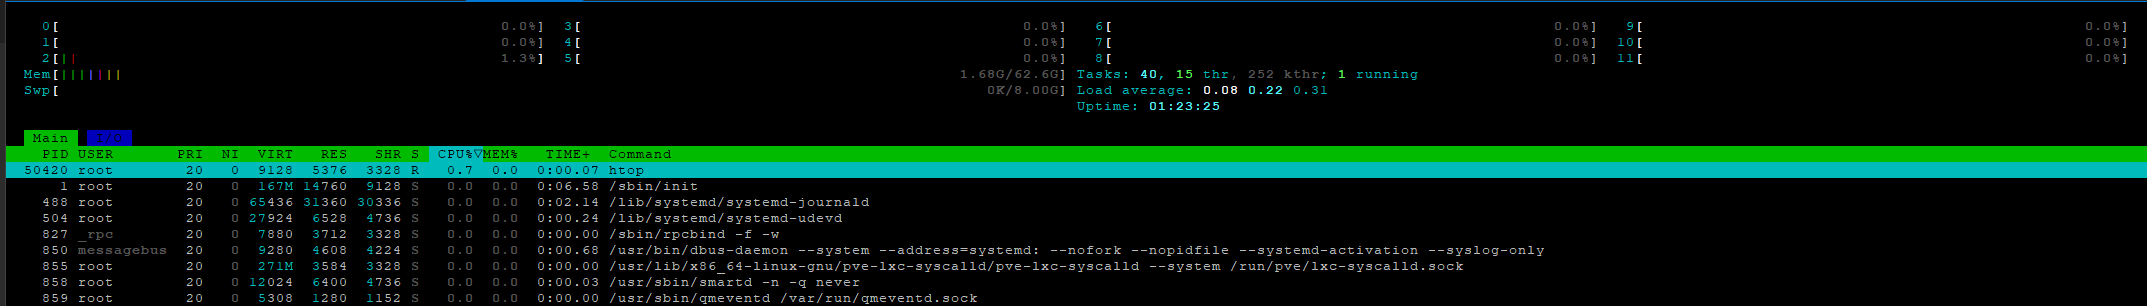 0[ 0.0%] 3[ 0.0%] 6[ 0.0%] 9[ 0.0%]
1[ 0.0%] 4[ 0.0%] 7[ 0.0%] 10[ 0.0%]
2[|| 1.3%] 5[ 0.0%] 8[ 0.0%] 11[ 0.0%]
Mem[||||||| 1.68G/62.6G] Tasks: 40, 15 thr, 252 kthr; 1 running
Swp[ 0K/8.00G] Load average: 0.08 0.22 0.31
Uptime: 01:23:25
Main I/O
PID USER PRI NI VIRT RES SHR S CPU%▽MEM% TIME+ Command
50420 root 20 0 9128 5376 3328 R 0.7 0.0 0:00.07 htop
1 root 20 0 167M 14760 9128 S 0.0 0.0 0:06.58 /sbin/init
488 root 20 0 65436 31360 30336 S 0.0 0.0 0:02.14 /lib/systemd/systemd-journald
504 root 20 0 27924 6528 4736 S 0.0 0.0 0:00.24 /lib/systemd/systemd-udevd
827 _rpc 20 0 7880 3712 3328 S 0.0 0.0 0:00.00 /sbin/rpcbind -f -w
850 messagebus 20 0 9280 4608 4224 S 0.0 0.0 0:00.68 /usr/bin/dbus-daemon --system --address=systemd: --nofork --nopidfile --systemd-activation --syslog-only
855 root 20 0 271M 3584 3328 S 0.0 0.0 0:00.00 /usr/lib/x86_64-linux-gnu/pve-lxc-syscalld/pve-lxc-syscalld --system /run/pve/lxc-syscalld.sock
858 root 20 0 12024 6400 4736 S 0.0 0.0 0:00.03 /usr/sbin/smartd -n -q never
859 root 20 0 5308 1280 1152 S 0.0 0.0 0:00.00 /usr/sbin/qmeventd /var/run/qmeventd.sock